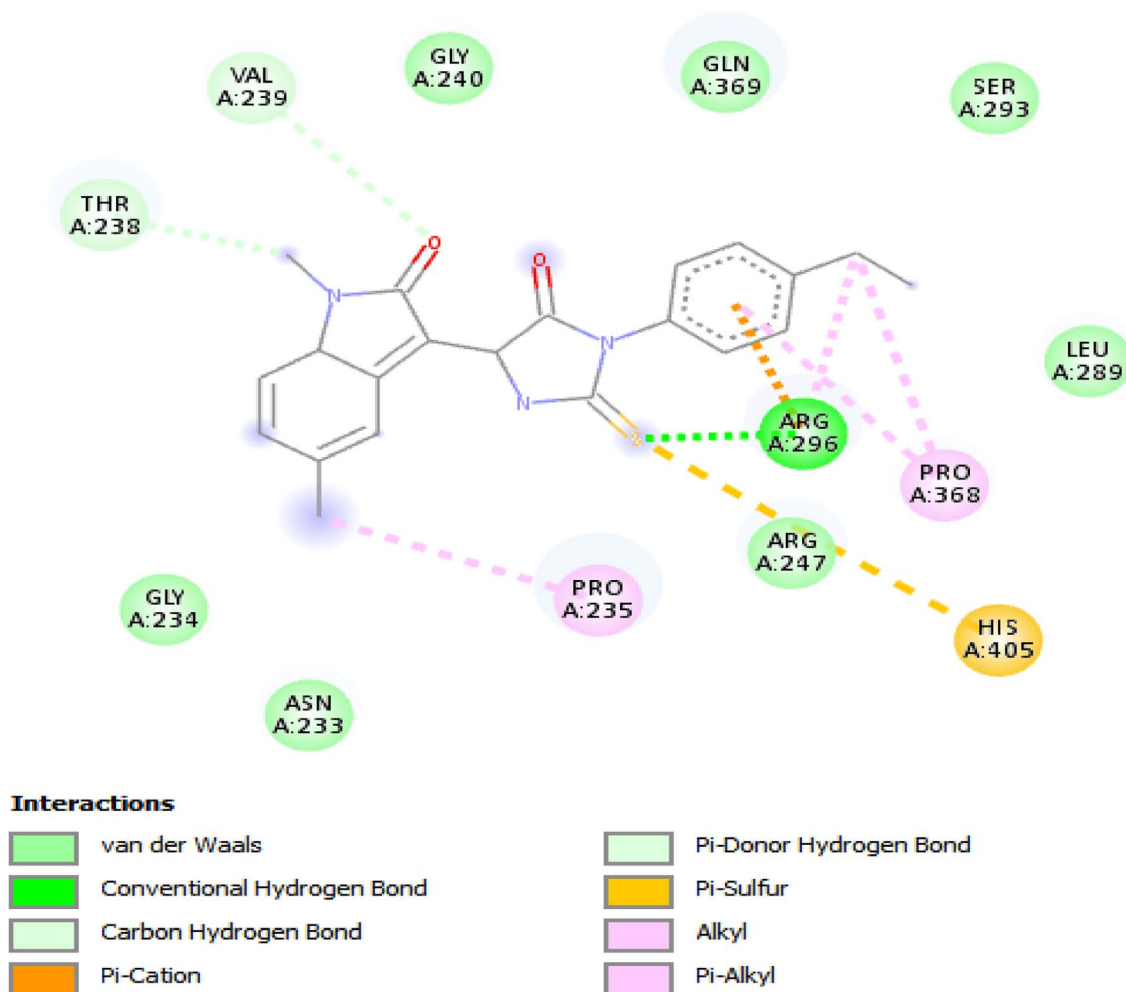 GLY
A:240
GLN
A:369
VAL
A:239
SER
A:293
THR
A:238
O
O
N
N
LEU
A:289
N
S
ARG
A:296
PRO
A:368
ARG
A:247
GLY
A:234
PRO
A:235
HIS
A:405
ASN
A:233
Interactions
van der Waals
Conventional Hydrogen Bond
Carbon Hydrogen Bond
Pi-Cation
Pi-Donor Hydrogen Bond
Pi-Sulfur
Alkyl
Pi-Alkyl